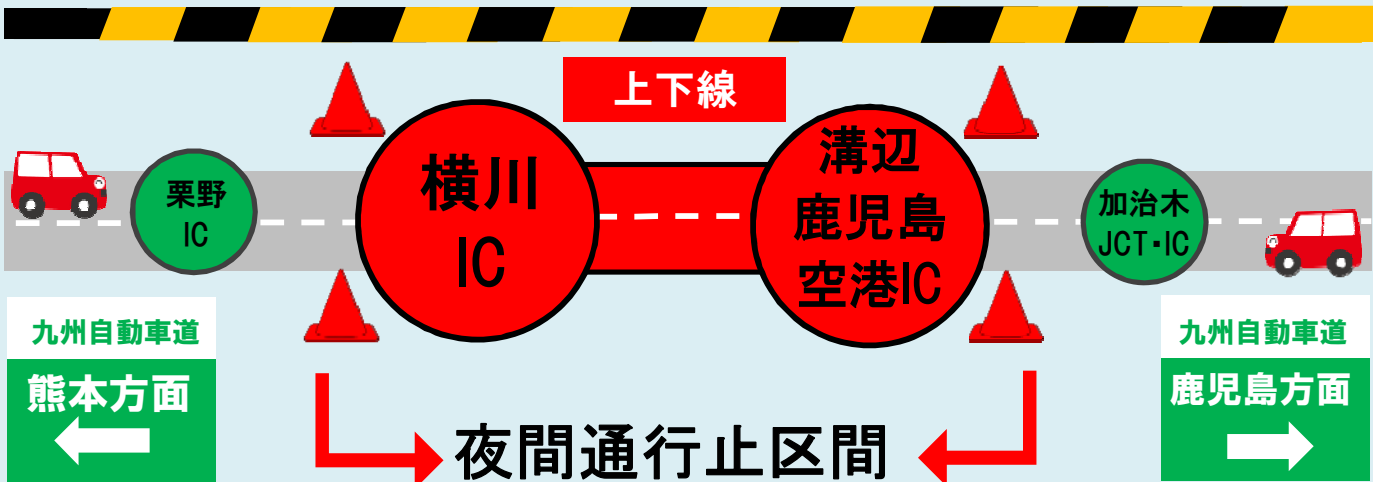 上下線
栗野
IC
横川
IC
溝辺
鹿児島
空港IC
加治木
JCT・IC
九州自動車道
熊本方面
九州自動車道
鹿児島方面
夜間通行止区間